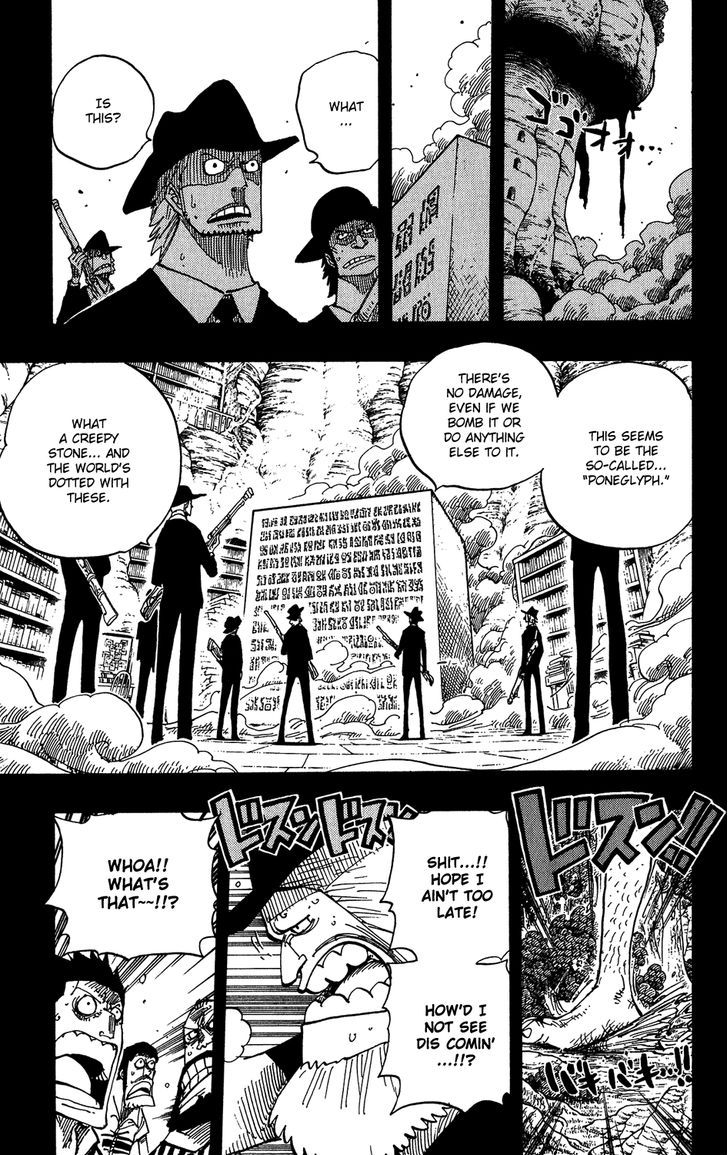 ゴゴゴオオォ...
WHAT
...
IS
THIS?
THIS SEEMS
TO BE THE
SO-CALLED...
"PONEGLYPH."
THERE'S
NO DAMAGE,
EVEN IF WE
BOMB IT OR
DO ANYTHING
ELSE TO IT.
WHAT
A CREEPY
STONE... AND
THE WORLD'S
DOTTED WITH
THESE.
ドスン!!
バキバキ...!!
ドスンドスン
SHIT...!!
HOPE I
AIN'T TOO
LATE!
HOW'D I
NOT SEE
DIS COMIN'
...!!?
WHOA!!
WHAT'S
THAT~~!!?